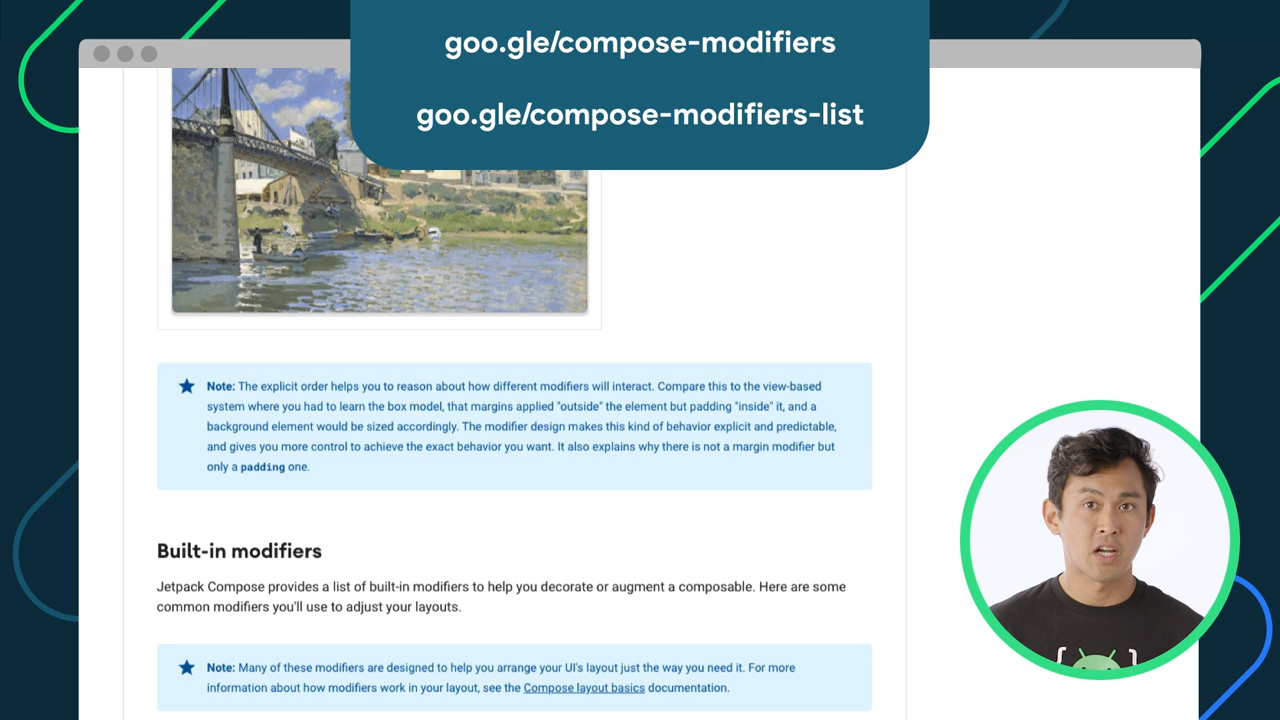 goo.gle/compose-modifiers
goo.gle/compose-modifiers-list
Note: The explicit order helps you to reason about how different modifiers will interact. Compare this to the view-based
system where you had to learn the box model, that margins applied "outside" the element but padding "inside" it, and a
background element would be sized accordingly. The modifier design makes this kind of behavior explicit and predictable,
and gives you more control to achieve the exact behavior you want. It also explains why there is not a margin modifier but
only a padding one.
Built-in modifiers
Jetpack Compose provides a list of built-in modifiers to help you decorate or augment a composable. Here are some
common modifiers you'll use to adjust your layouts.
Note: Many of these modifiers are designed to help you arrange your UI's layout just the way you need it. For more
information about how modifiers work in your layout, see the Compose layout basics documentation.
{ }